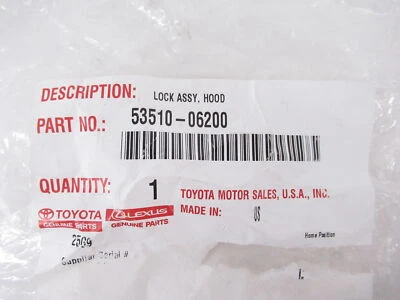 DESCRIPTION: LOCK ASSY, HOOD
PART NO.: 53510-06200
QUANTITY: 1 TOYOTA MOTOR SALES, U.S.A., INC.
TOYOTA LEXUS MADE IN: US
GENUINE PARTS GENUINE PARTS
Home Position
Supplier Serial #